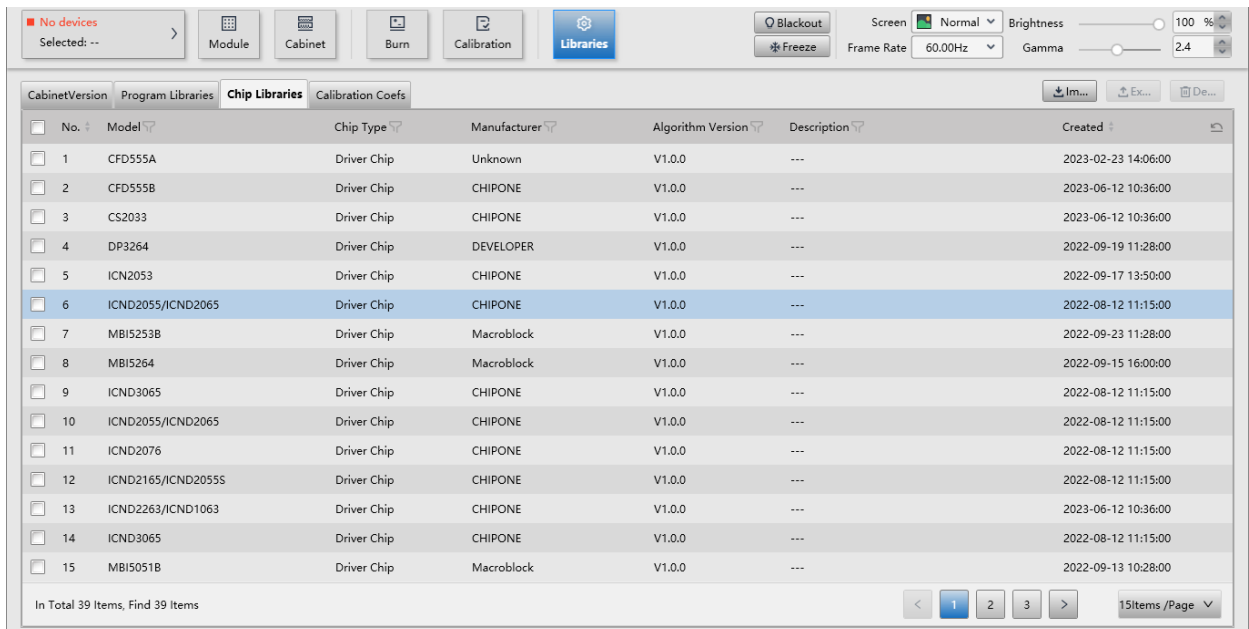 No devices
Selected: --
Module
Cabinet
Burn
Calibration
Libraries
Blackout
Freeze
Screen Normal
Frame Rate 60.00Hz
Brightness 100 %
Gamma 2.4
CabinetVersion Program Libraries Chip Libraries Calibration Coefs
Im... Ex... De...
No. Model Chip Type Manufacturer Algorithm Version Description Created
1 CFD555A Driver Chip Unknown V1.0.0 --- 2023-02-23 14:06:00
2 CFD555B Driver Chip CHIPONE V1.0.0 --- 2023-06-12 10:36:00
3 CS2033 Driver Chip CHIPONE V1.0.0 --- 2023-06-12 10:36:00
4 DP3264 Driver Chip DEVELOPER V1.0.0 --- 2022-09-19 11:28:00
5 ICN2053 Driver Chip CHIPONE V1.0.0 --- 2022-09-17 13:50:00
6 ICND2055/ICND2065 Driver Chip CHIPONE V1.0.0 --- 2022-08-12 11:15:00
7 MBI5253B Driver Chip Macroblock V1.0.0 --- 2022-09-23 11:28:00
8 MBI5264 Driver Chip Macroblock V1.0.0 --- 2022-09-15 16:00:00
9 ICND3065 Driver Chip CHIPONE V1.0.0 --- 2022-08-12 11:15:00
10 ICND2055/ICND2065 Driver Chip CHIPONE V1.0.0 --- 2022-08-12 11:15:00
11 ICND2076 Driver Chip CHIPONE V1.0.0 --- 2022-08-12 11:15:00
12 ICND2165/ICND2055S Driver Chip CHIPONE V1.0.0 --- 2022-08-12 11:15:00
13 ICND2263/ICND1063 Driver Chip CHIPONE V1.0.0 --- 2023-06-12 10:36:00
14 ICND3065 Driver Chip CHIPONE V1.0.0 --- 2022-08-12 11:15:00
15 MBI5051B Driver Chip Macroblock V1.0.0 --- 2022-09-13 10:28:00
In Total 39 Items, Find 39 Items
< 1 2 3 > 15Items /Page